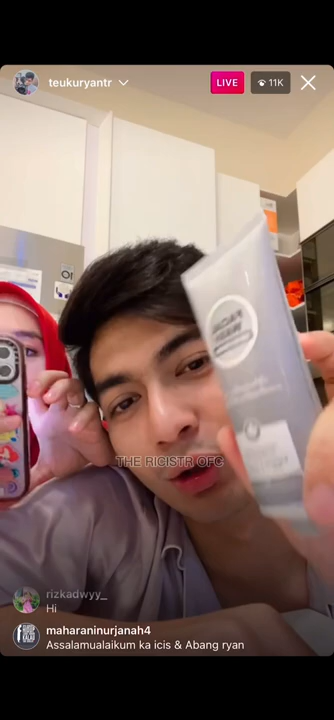 teukuryantr
LIVE
11K
THE RICISTR OFC
rizkadwyy_
Hi
maharaninurjanah4
Assalamualaikum ka icis & Abang ryan